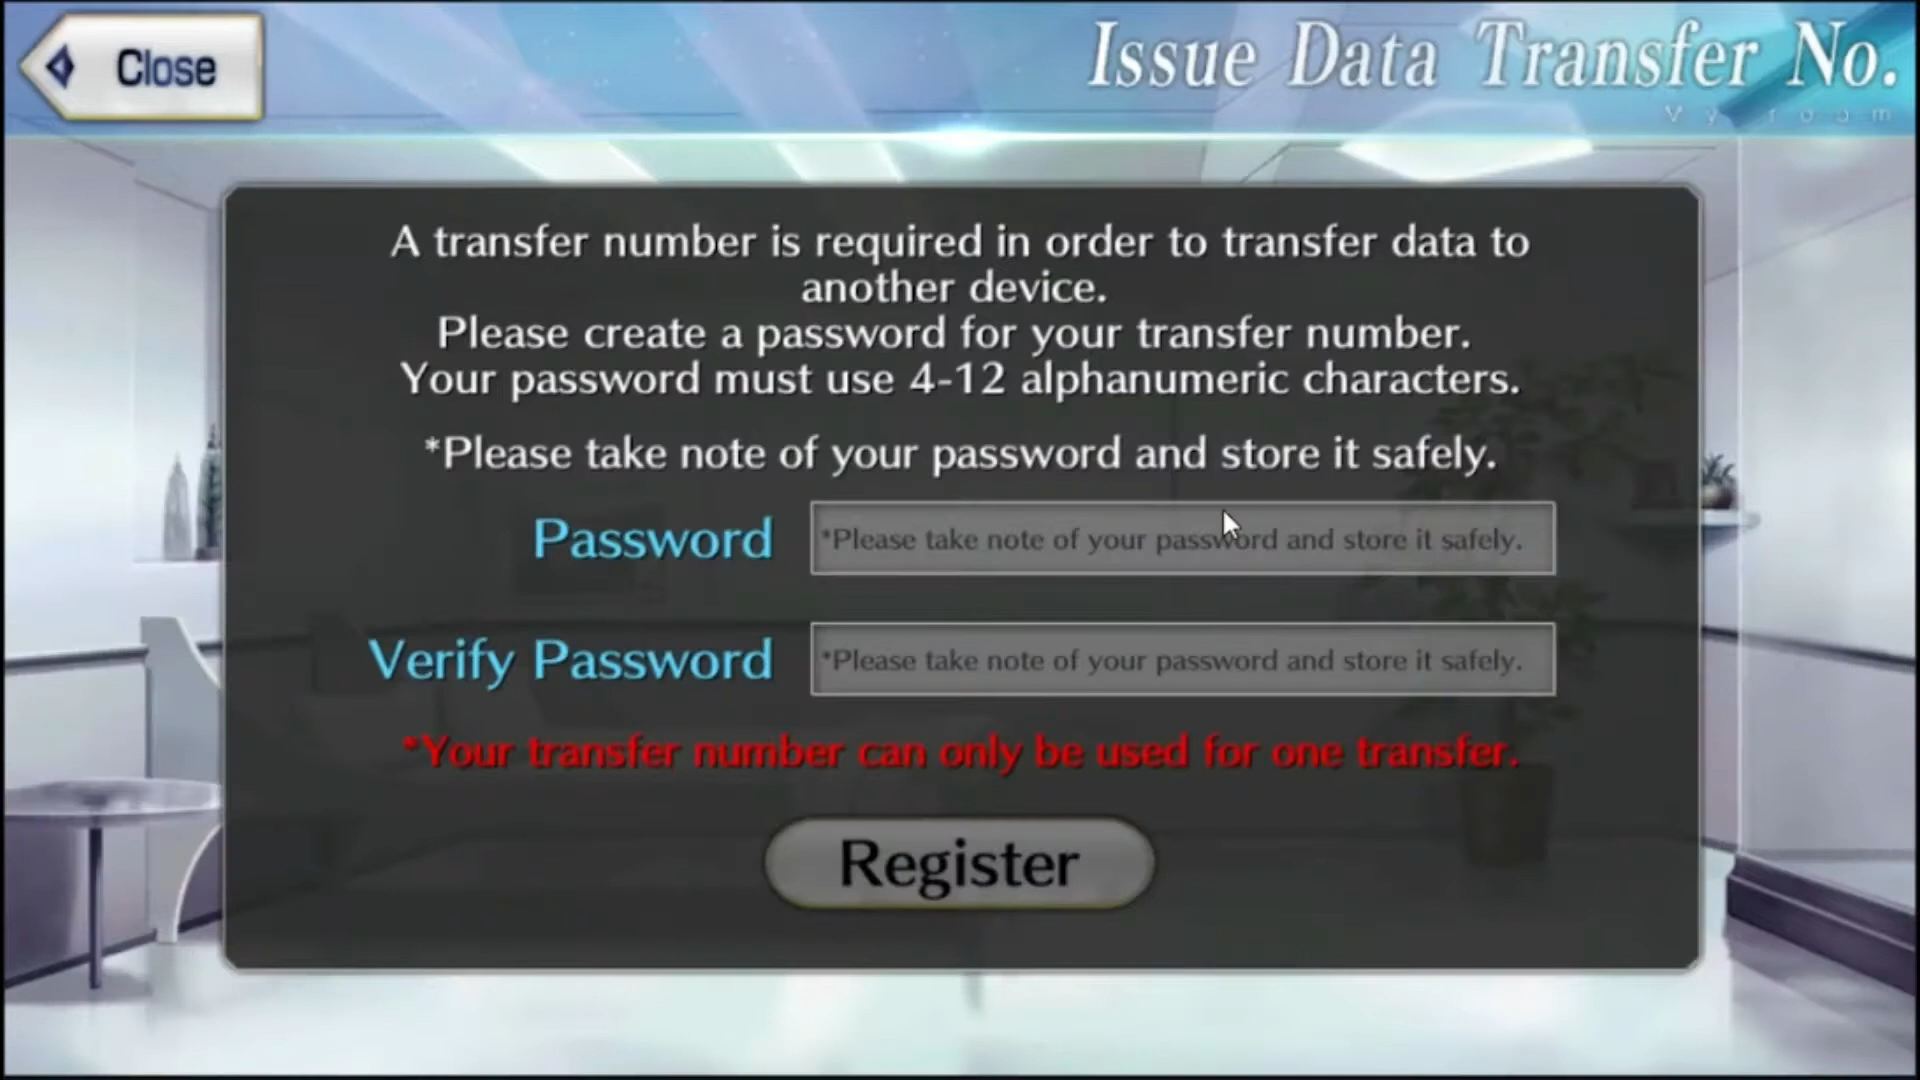 Close
Issue Data Transfer No.
My room
A transfer number is required in order to transfer data to
another device.
Please create a password for your transfer number.
Your password must use 4-12 alphanumeric characters.
*Please take note of your password and store it safely.
Password
*Please take note of your password and store it safely.
Verify Password
*Please take note of your password and store it safely.
*Your transfer number can only be used for one transfer.
Register